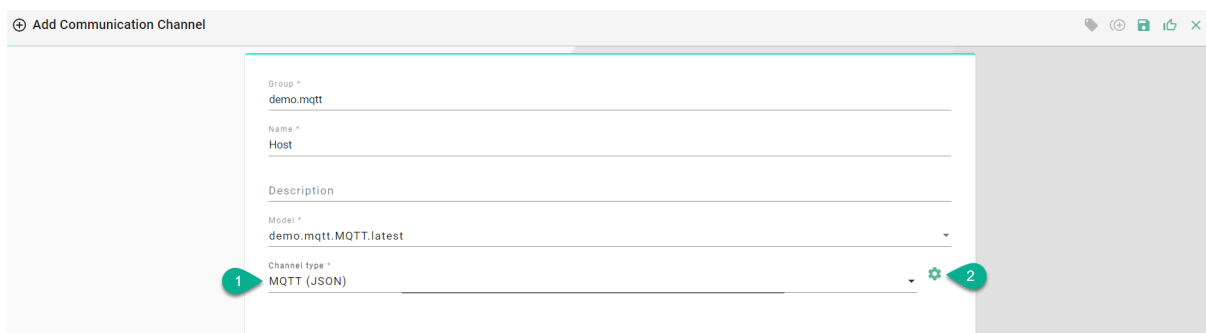 Add Communication Channel
Group *
demo.mqtt
Name *
Host
Description
Model *
demo.mqtt.MQTT.latest
Channel type *
MQTT (JSON)
1
2